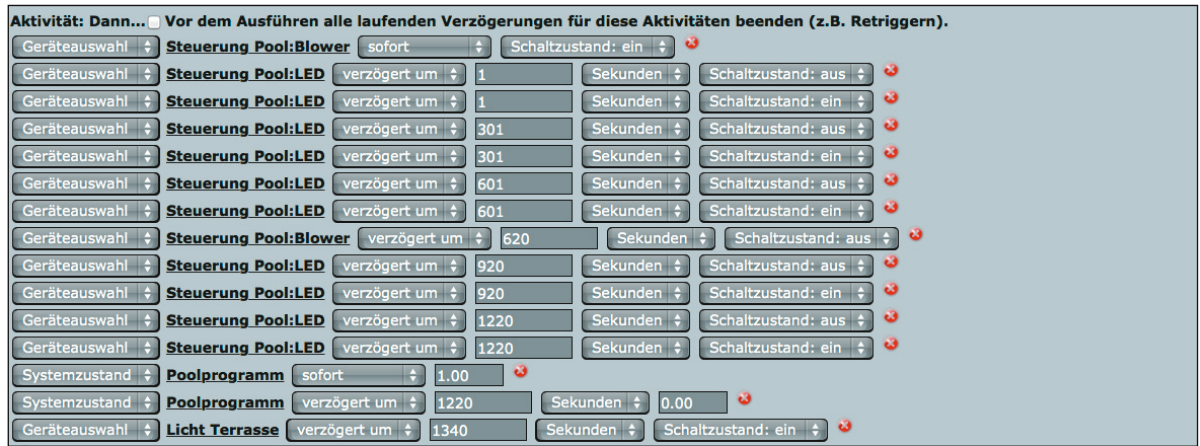 Aktivität: Dann... Vor dem Ausführen alle laufenden Verzögerungen für diese Aktivitäten beenden (z.B. Retriggern).
Geräteauswahl Steuerung Pool:Blower sofort Schaltzustand: ein
Geräteauswahl Steuerung Pool:LED verzögert um 1 Sekunden Schaltzustand: aus
Geräteauswahl Steuerung Pool:LED verzögert um 1 Sekunden Schaltzustand: ein
Geräteauswahl Steuerung Pool:LED verzögert um 301 Sekunden Schaltzustand: aus
Geräteauswahl Steuerung Pool:LED verzögert um 301 Sekunden Schaltzustand: ein
Geräteauswahl Steuerung Pool:LED verzögert um 601 Sekunden Schaltzustand: aus
Geräteauswahl Steuerung Pool:LED verzögert um 601 Sekunden Schaltzustand: ein
Geräteauswahl Steuerung Pool:Blower verzögert um 620 Sekunden Schaltzustand: aus
Geräteauswahl Steuerung Pool:LED verzögert um 920 Sekunden Schaltzustand: aus
Geräteauswahl Steuerung Pool:LED verzögert um 920 Sekunden Schaltzustand: ein
Geräteauswahl Steuerung Pool:LED verzögert um 1220 Sekunden Schaltzustand: aus
Geräteauswahl Steuerung Pool:LED verzögert um 1220 Sekunden Schaltzustand: ein
Systemzustand Poolprogramm sofort 1.00
Systemzustand Poolprogramm verzögert um 1220 Sekunden 0.00
Geräteauswahl Licht Terrasse verzögert um 1340 Sekunden Schaltzustand: ein